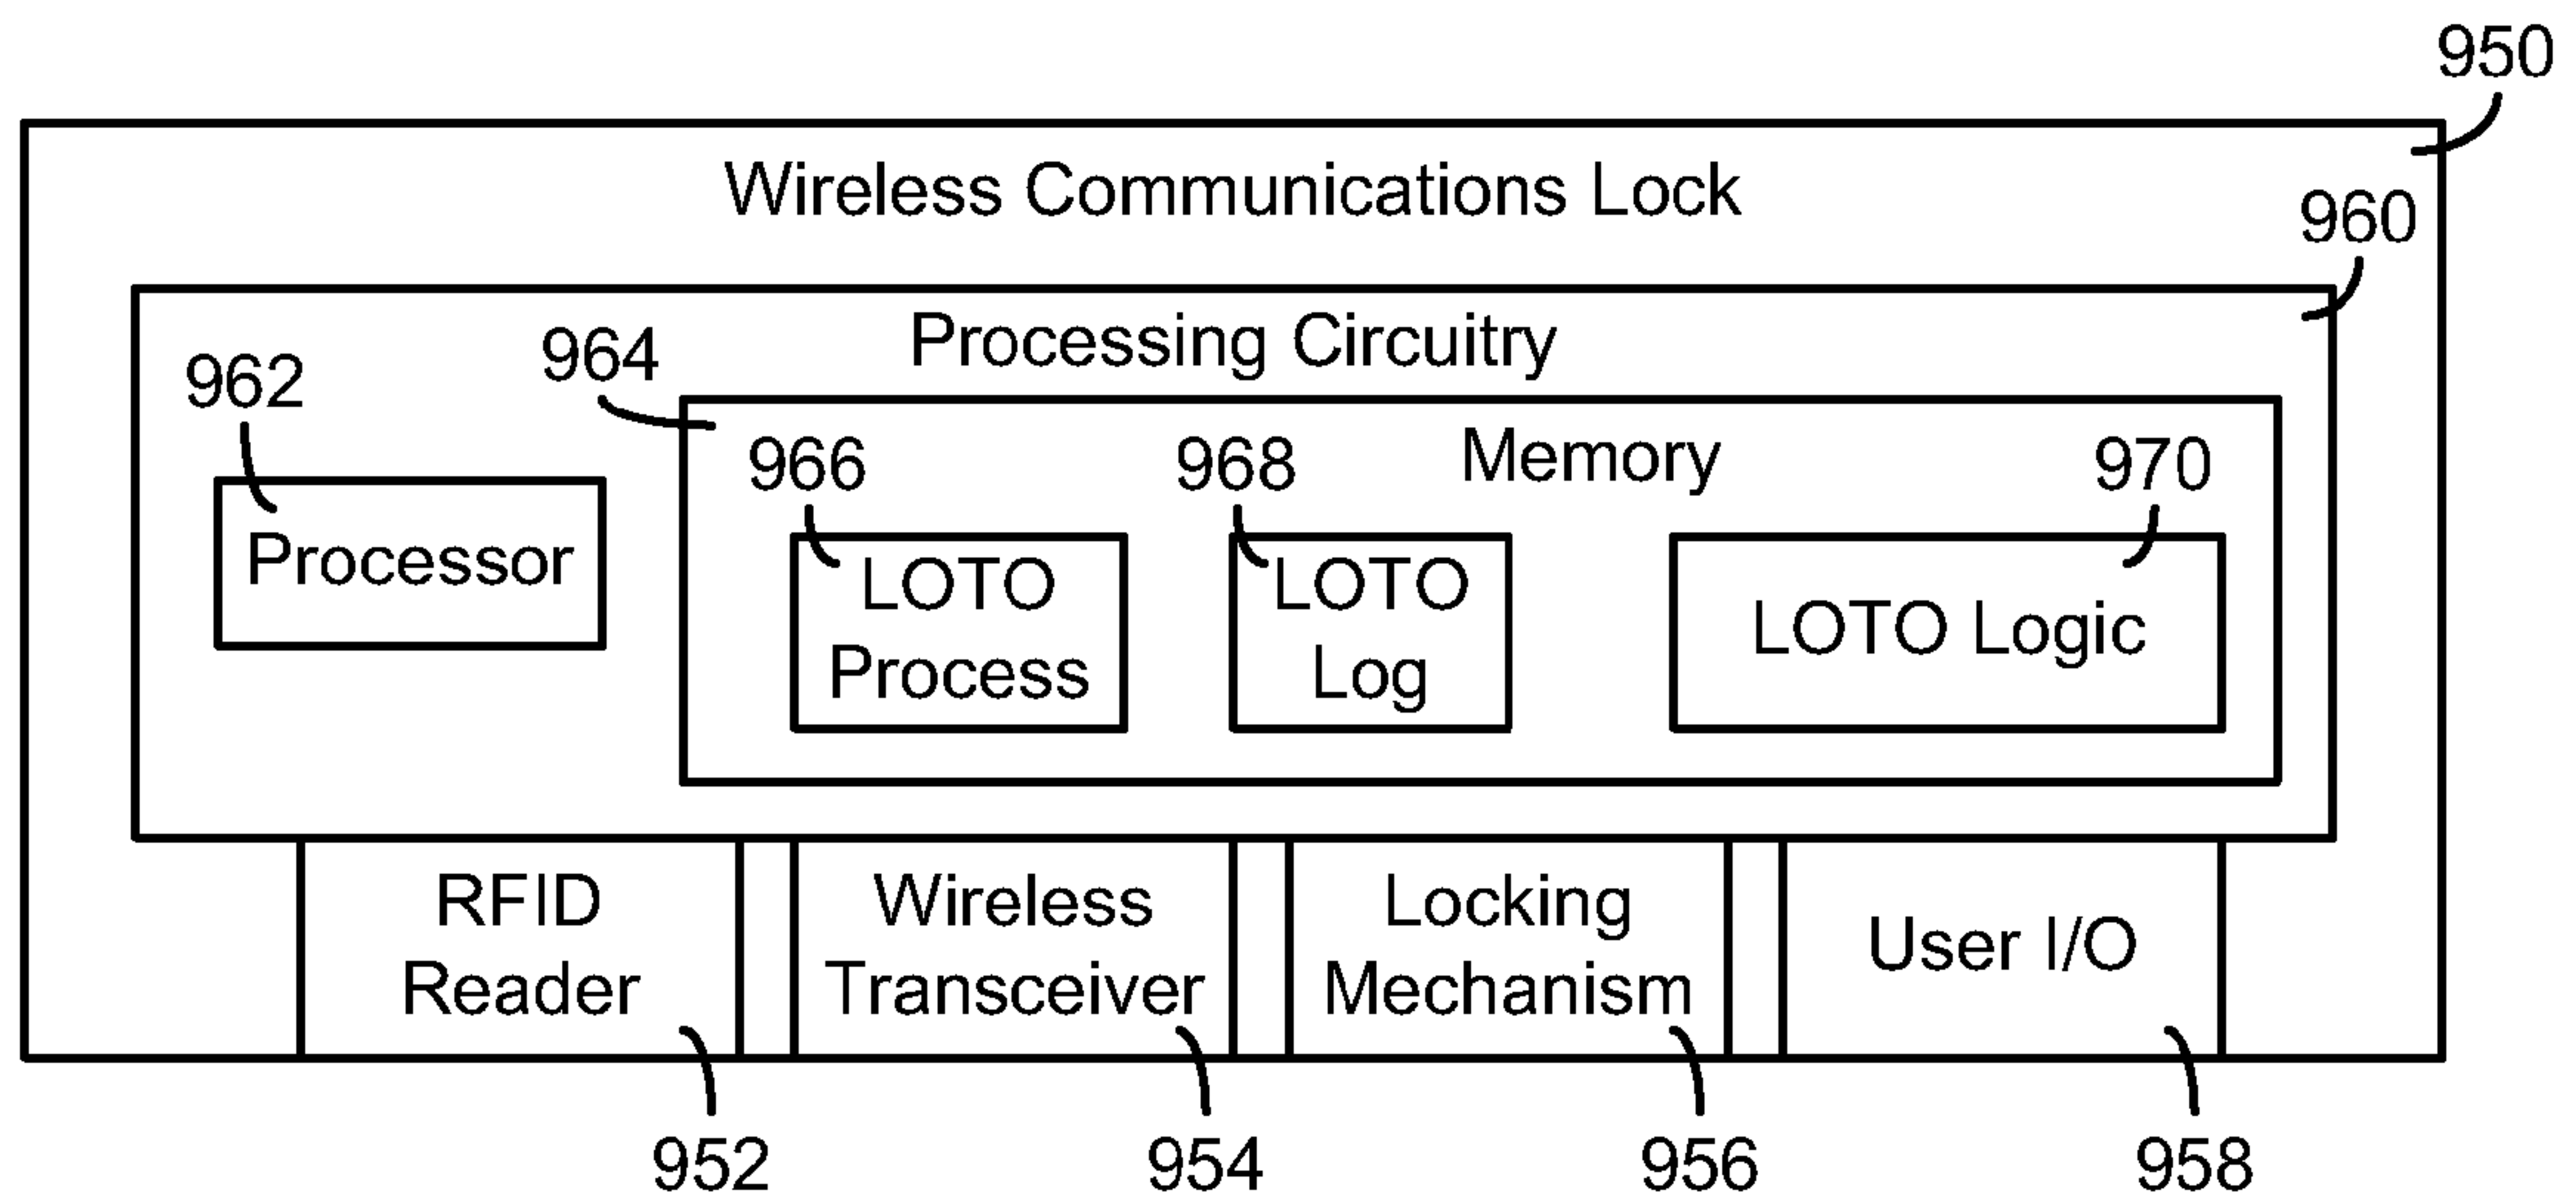 950
Wireless Communications Lock
960
Processing Circuitry
964
962
Memory
966
968
970
Processor
LOTO
Process
LOTO
Log
LOTO Logic
RFID
Reader
Wireless
Transceiver
Locking
Mechanism
User I/O
952
954
956
958